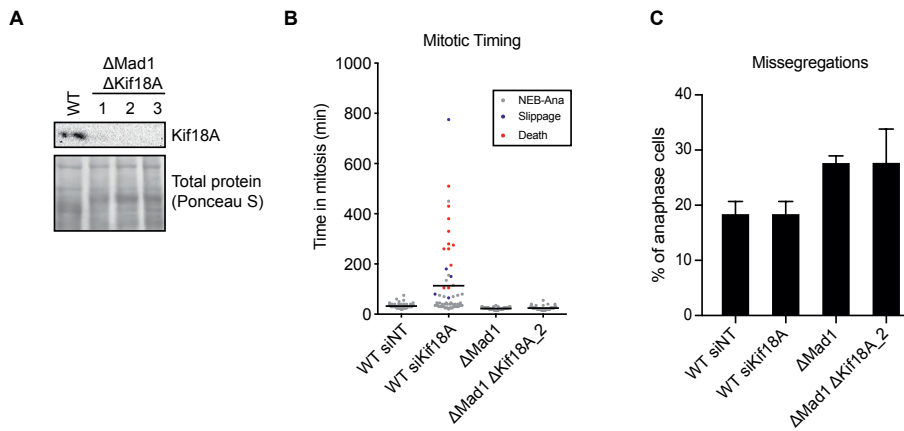 A
ΔMad1
ΔKif18A
WT
1 2 3
Kif18A
Total protein
(Ponceau S)
B
Mitotic Timing
Time in mitosis (min)
1000
800
600
400
200
0
NEB-Ana
Slippage
Death
WT siNT
WT siKif18A
ΔMad1
ΔMad1 ΔKif18A_2
C
Missegregations
% of anaphase cells
40
30
20
10
0
WT siNT
WT siKif18A
ΔMad1
ΔMad1 ΔKif18A_2